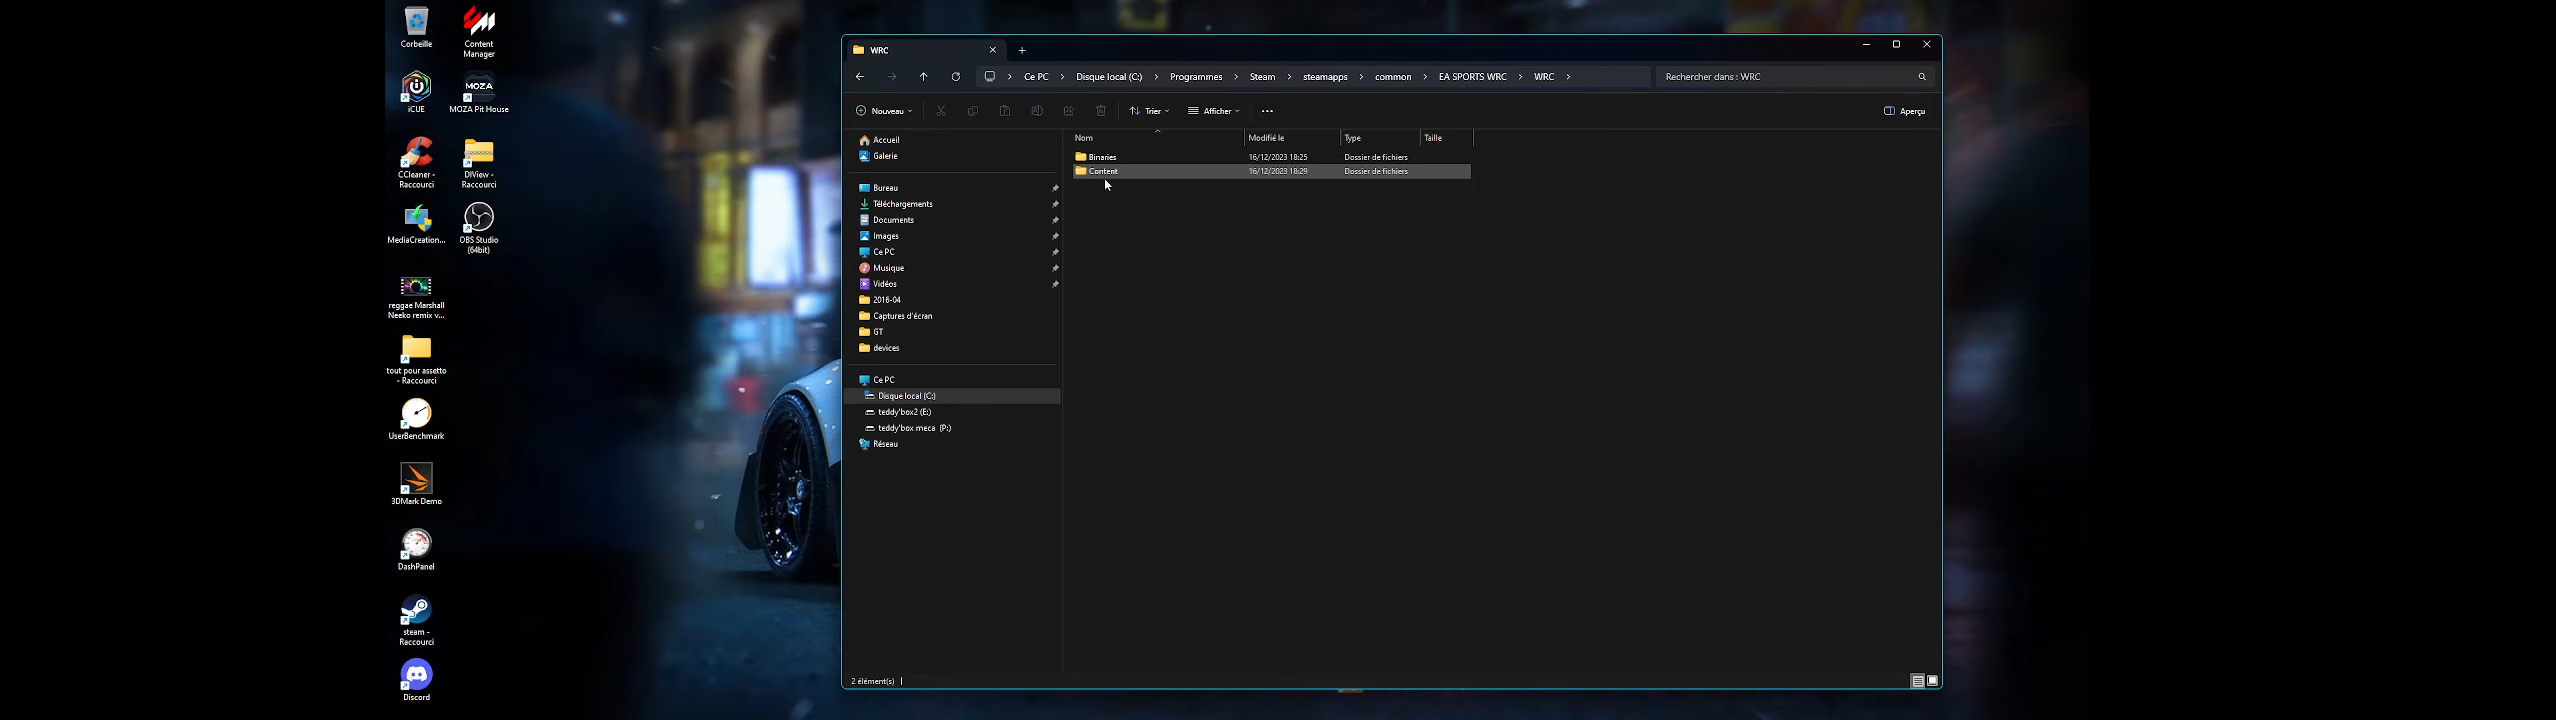 Corbeille
Content
Manager
iCUE
MOZA
MOZA Pit House
CCleaner -
Raccourci
DIView -
Raccourci
MediaCreation...
OBS Studio
(64bit)
reggae Marshall
Neeko remix v...
tout pour assetto
- Raccourci
UserBenchmark
3DMark Demo
DashPanel
steam -
Raccourci
Discord
WRC
Ce PC > Disque local (C:) > Programmes > Steam > steamapps > common > EA SPORTS WRC > WRC >
Rechercher dans : WRC
Nouveau
Trier
Afficher
Aperçu
Accueil
Galerie
Bureau
Téléchargements
Documents
Images
Ce PC
Musique
Vidéos
2016-04
Captures d'écran
GT
devices
Ce PC
Disque local (C:)
teddy'box2 (E:)
teddy'box meca (P:)
Réseau
Nom Modifié le Type Taille
Binaries 16/12/2023 18:25 Dossier de fichiers
Content 16/12/2023 18:29 Dossier de fichiers
2 élément(s)